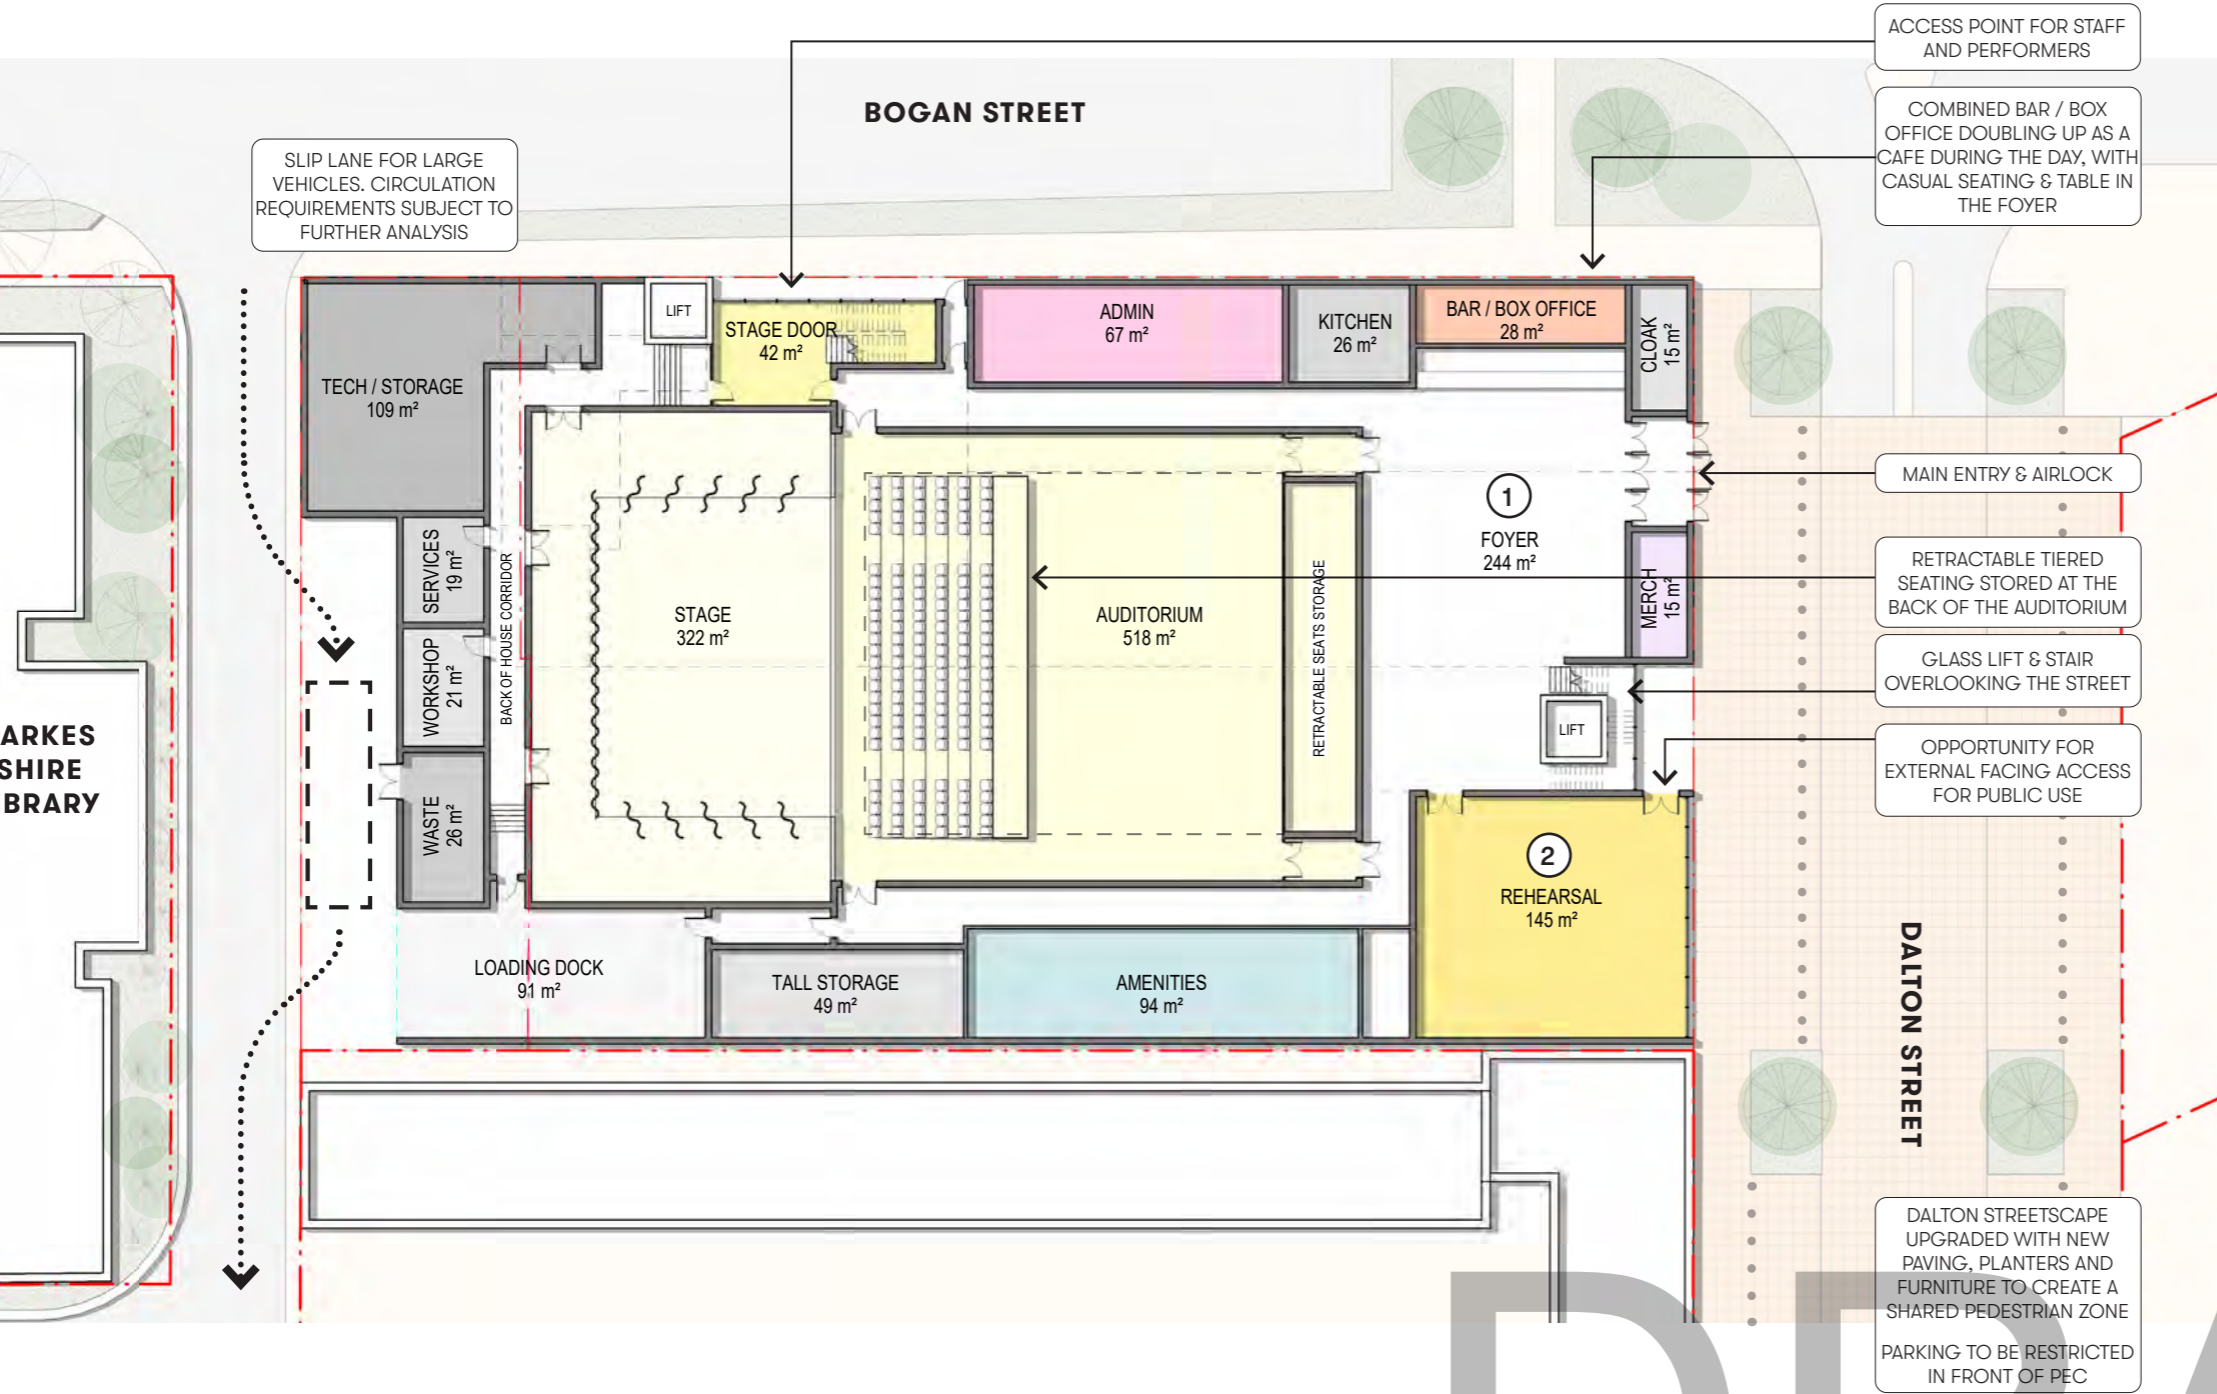 ACCESS POINT FOR STAFF
AND PERFORMERS
BOGAN STREET
COMBINED BAR / BOX
OFFICE DOUBLING UP AS A
CAFE DURING THE DAY, WITH
CASUAL SEATING & TABLE IN
THE FOYER
SLIP LANE FOR LARGE
VEHICLES. CIRCULATION
REQUIREMENTS SUBJECT TO
FURTHER ANALYSIS
LIFT
STAGE DOOR
42 m²
ADMIN
67 m²
KITCHEN
26 m²
BAR / BOX OFFICE
28 m²
CLOAK
15 m²
TECH / STORAGE
109 m²
MAIN ENTRY & AIRLOCK
1
FOYER
244 m²
SERVICES
19 m²
BACK OF HOUSE CORRIDOR
STAGE
322 m²
AUDITORIUM
518 m²
RETRACTABLE SEATS STORAGE
MERCH
15 m²
RETRACTABLE TIERED
SEATING STORED AT THE
BACK OF THE AUDITORIUM
WORKSHOP
21 m²
GLASS LIFT & STAIR
OVERLOOKING THE STREET
LIFT
ARKES
SHIRE
IBRARY
OPPORTUNITY FOR
EXTERNAL FACING ACCESS
FOR PUBLIC USE
WASTE
26 m²
2
REHEARSAL
145 m²
LOADING DOCK
91 m²
TALL STORAGE
49 m²
AMENITIES
94 m²
DALTON STREET
DALTON STREETSCAPE
UPGRADED WITH NEW
PAVING, PLANTERS AND
FURNITURE TO CREATE A
SHARED PEDESTRIAN ZONE
PARKING TO BE RESTRICTED
IN FRONT OF PEC